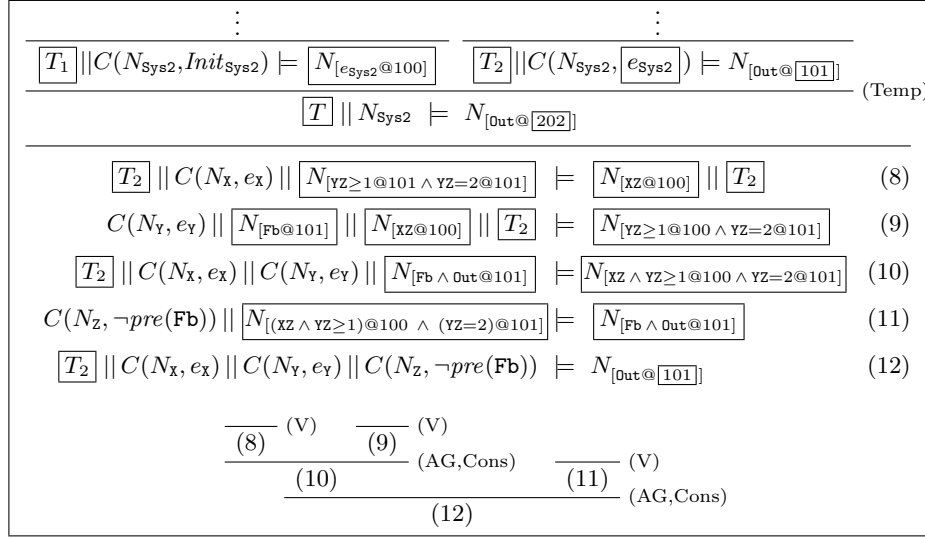 ⋮ ⋮
T₁ ||C(N_Sys2, Init_Sys2) ⊨ N_[e_Sys2@100] T₂ ||C(N_Sys2, e_Sys2) ⊨ N_[Out@101]
(Temp)
T || N_Sys2 ⊨ N_[Out@202]
T₂ || C(N_X, e_X) || N_[YZ≥1@101 ∧ YZ=2@101] ⊨ N_[XZ@100] || T₂ (8)
C(N_Y, e_Y) || N_[Fb@101] || N_[XZ@100] || T₂ ⊨ N_[YZ≥1@100 ∧ YZ=2@101] (9)
T₂ || C(N_X, e_X) || C(N_Y, e_Y) || N_[Fb ∧ Out@101] ⊨ N_[XZ ∧ YZ≥1@100 ∧ YZ=2@101] (10)
C(N_Z, ¬pre(Fb)) || N_[(XZ ∧ YZ≥1)@100 ∧ (YZ=2)@101] ⊨ N_[Fb ∧ Out@101] (11)
T₂ || C(N_X, e_X) || C(N_Y, e_Y) || C(N_Z, ¬pre(Fb)) ⊨ N_[Out@101] (12)
(V) (V)
(8) (9)
(AG,Cons) (V)
(10) (11)
(AG,Cons)
(12)